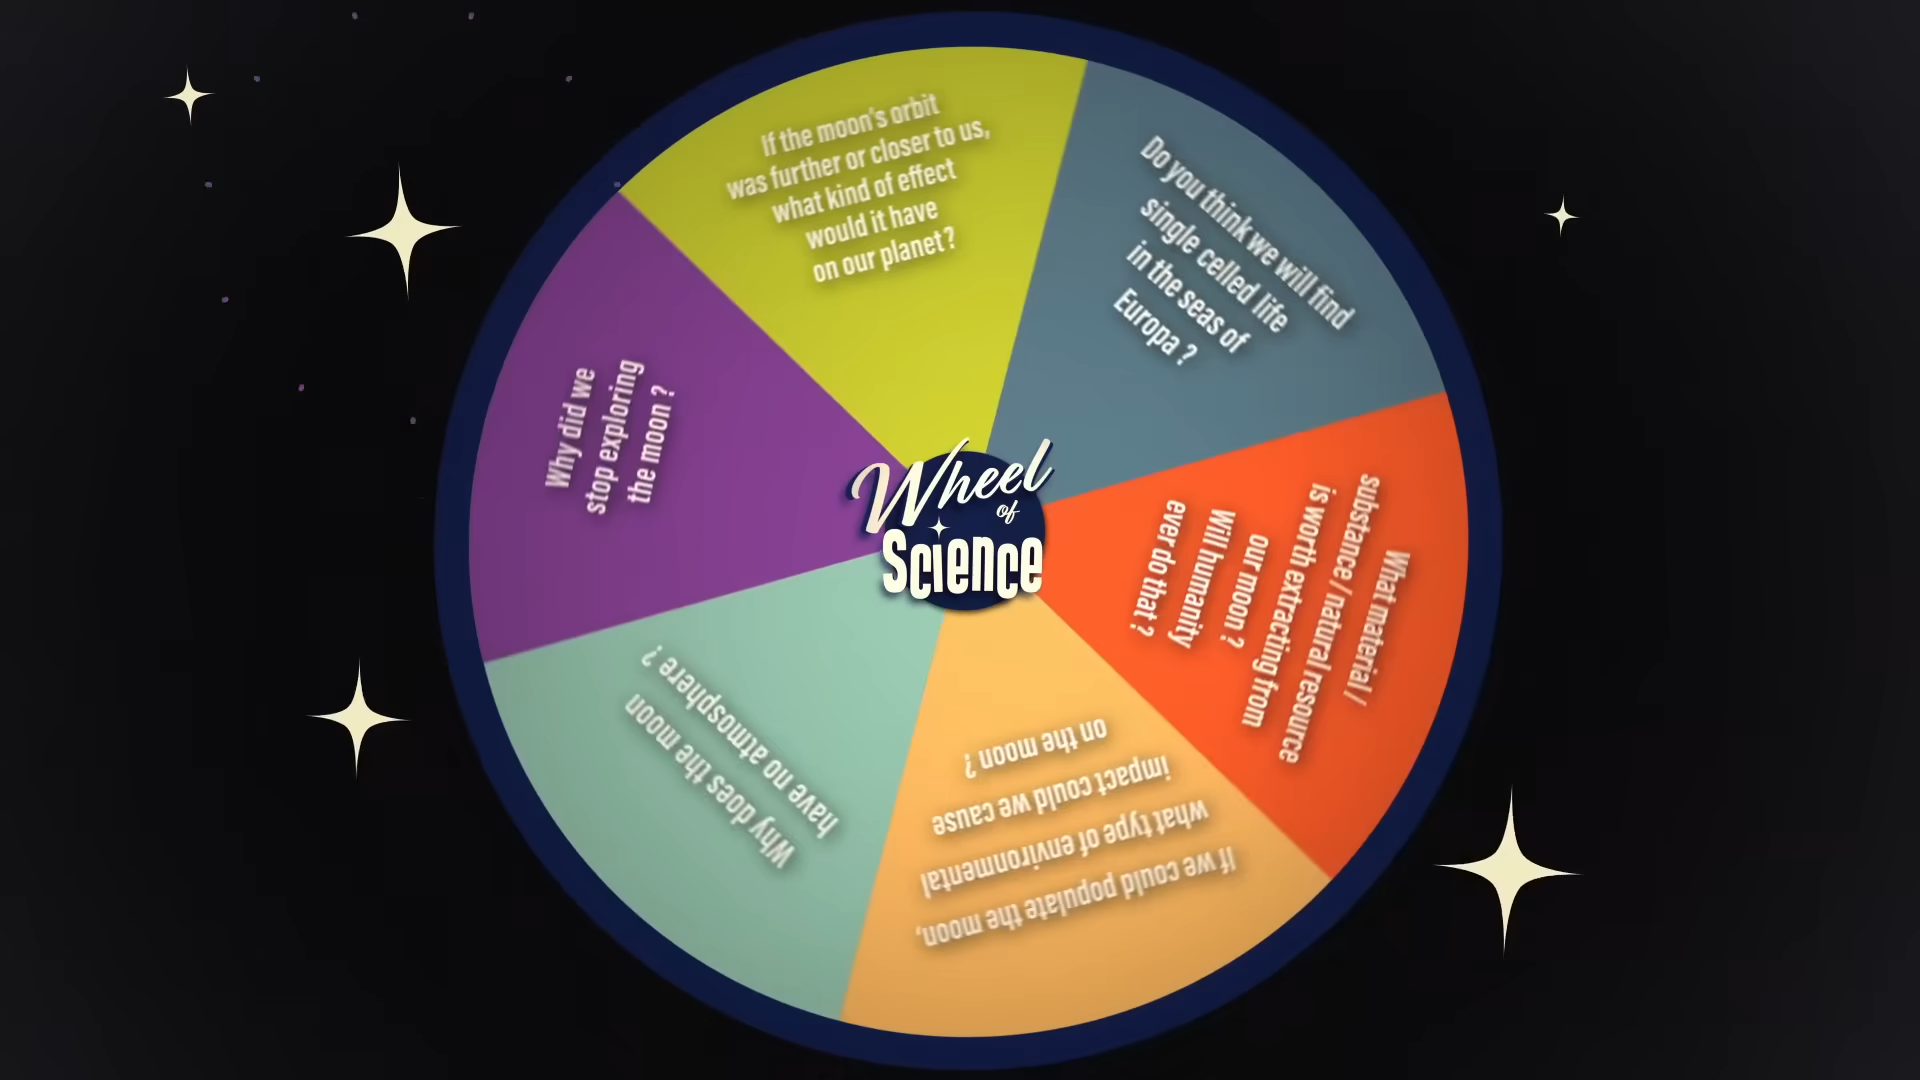 If the moon's orbit
was further or closer to us,
what kind of effect
would it have
on our planet?
Do you think we will find
single celled life
in the seas of
Europa ?
What material /
substance / natural resource
is worth extracting from
our moon ?
Will humanity
ever do that ?
If we could populate the moon,
what type of environmental
impact could we cause
on the moon ?
Why does the moon
have no atmosphere ?
Why did we
stop exploring
the moon ?
Wheel
of
Science